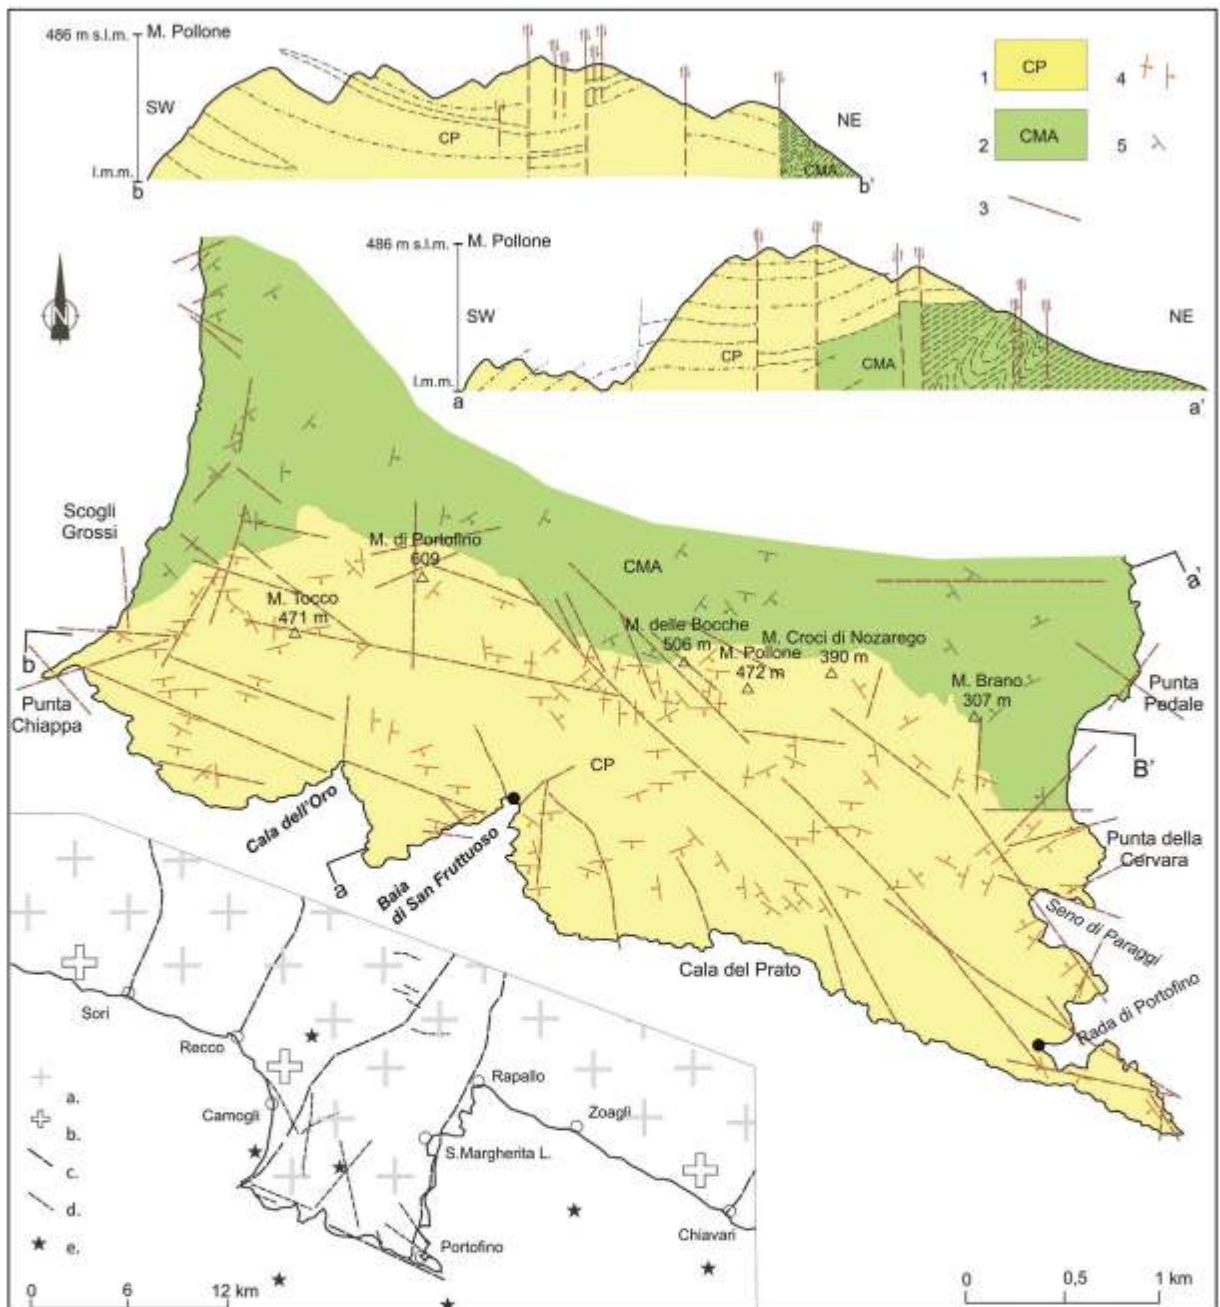 486 m s.l.m.
M. Pollone
SW
NE
CP
CMA
l.m.m.
b
b'
1
CP
4
2
CMA
5
3
486 m s.l.m.
M. Pollone
SW
NE
CP
CMA
l.m.m.
a
a'
N
Scogli
Grossi
M. di Portofino
609
CMA
M. Tocco
471 m
M. delle Bocche
506 m
M. Croci di Nozarego
390 m
M. Pollone
472 m
M. Brano
307 m
a'
b
Punta
Chiappa
Punta
Pedale
B'
CP
Cala dell'Oro
a
Baia
di San Fruttuoso
Punta della
Cervara
Seno di Paraggi
Cala del Prato
Rada di Portofino
Sori
Recco
Rapallo
Camogli
Zoagli
S.Margherita L.
Chiavari
Portofino
a.
b.
c.
d.
e.
0 6 12 km
0 0,5 1 km